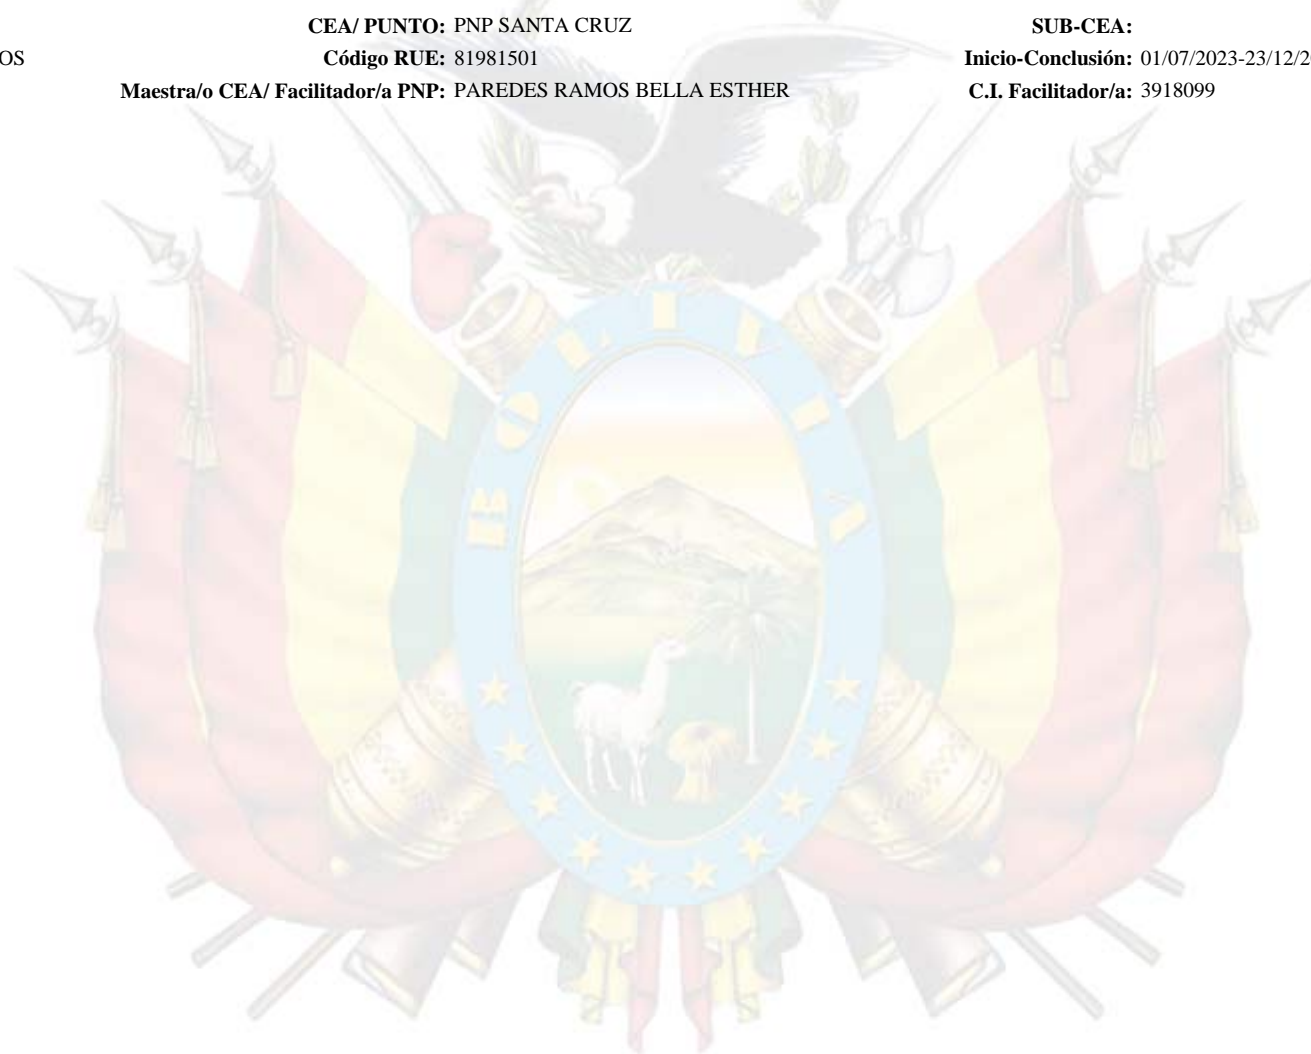 CEA/ PUNTO: PNP SANTA CRUZ SUB-CEA:
OS Código RUE: 81981501 Inicio-Conclusión: 01/07/2023-23/12/2
Maestra/o CEA/ Facilitador/a PNP: PAREDES RAMOS BELLA ESTHER C.I. Facilitador/a: 3918099
BOLIVIA